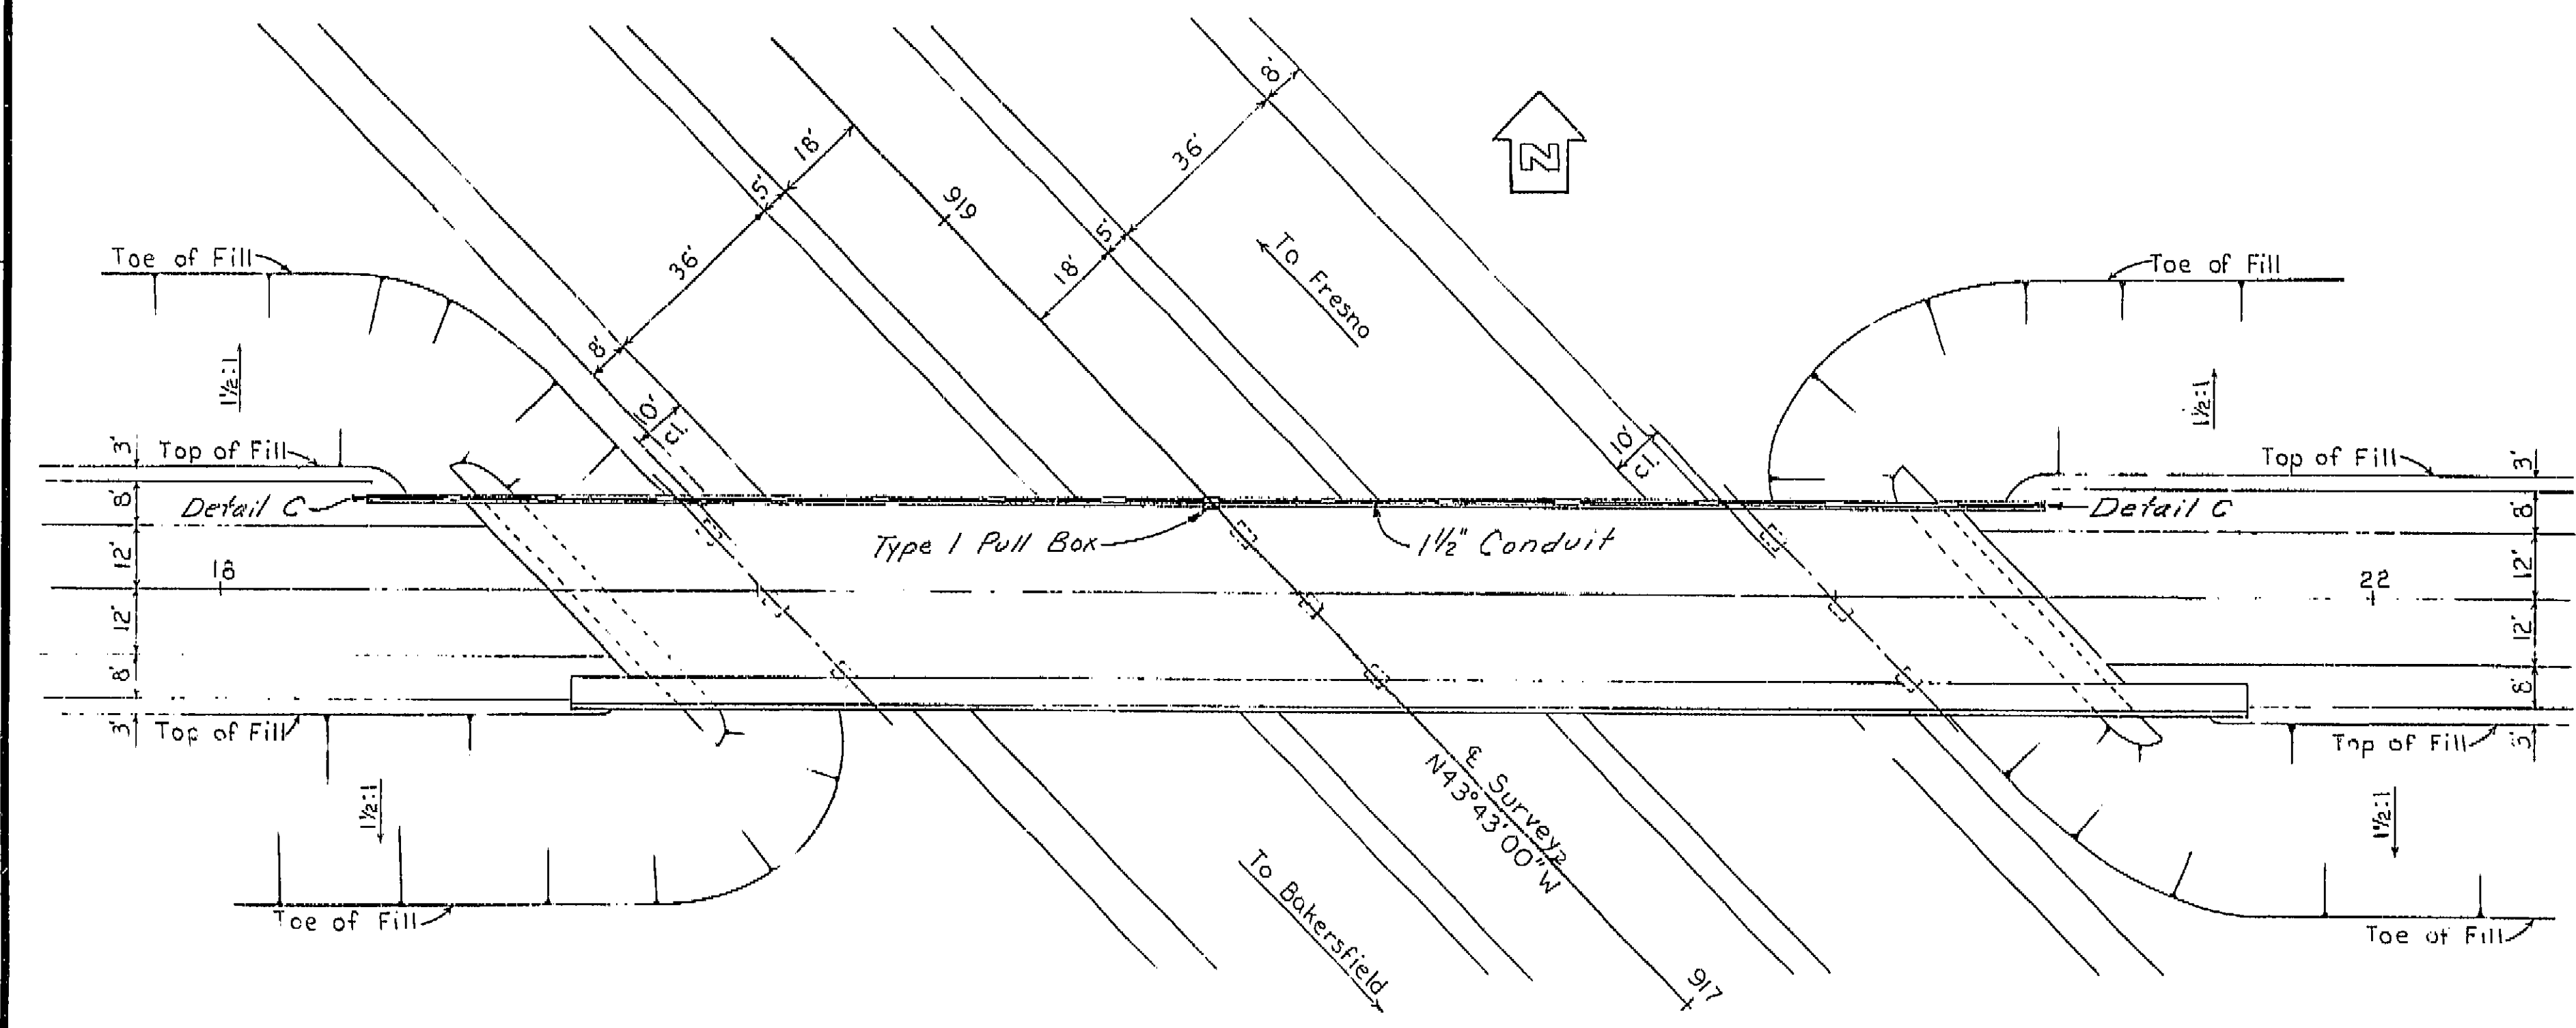 8'
36'
5'
18'
18'
5'
36'
8'
919
To Fresno
N
Toe of Fill
Toe of Fill
1½:1
1½:1
10'
cl.
10'
cl.
3'
Top of Fill
8'
Detail C
12'
18
12'
8'
3'
Top of Fill
Type 1 Pull Box
1½" Conduit
Top of Fill
3'
Detail C
8'
12'
22
12'
8'
Top of Fill
3'
1½:1
1½:1
℄ Survey
N43°43'00"W
To Bakersfield
917
Toe of Fill
Toe of Fill